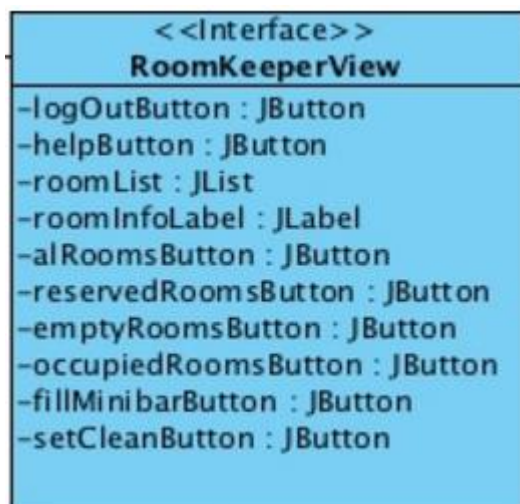 <<Interface>>
RoomKeeperView
-logOutButton : JButton
-helpButton : JButton
-roomList : JList
-roomInfoLabel : JLabel
-alRoomsButton : JButton
-reservedRoomsButton : JButton
-emptyRoomsButton : JButton
-occupiedRoomsButton : JButton
-fillMinibarButton : JButton
-setCleanButton : JButton